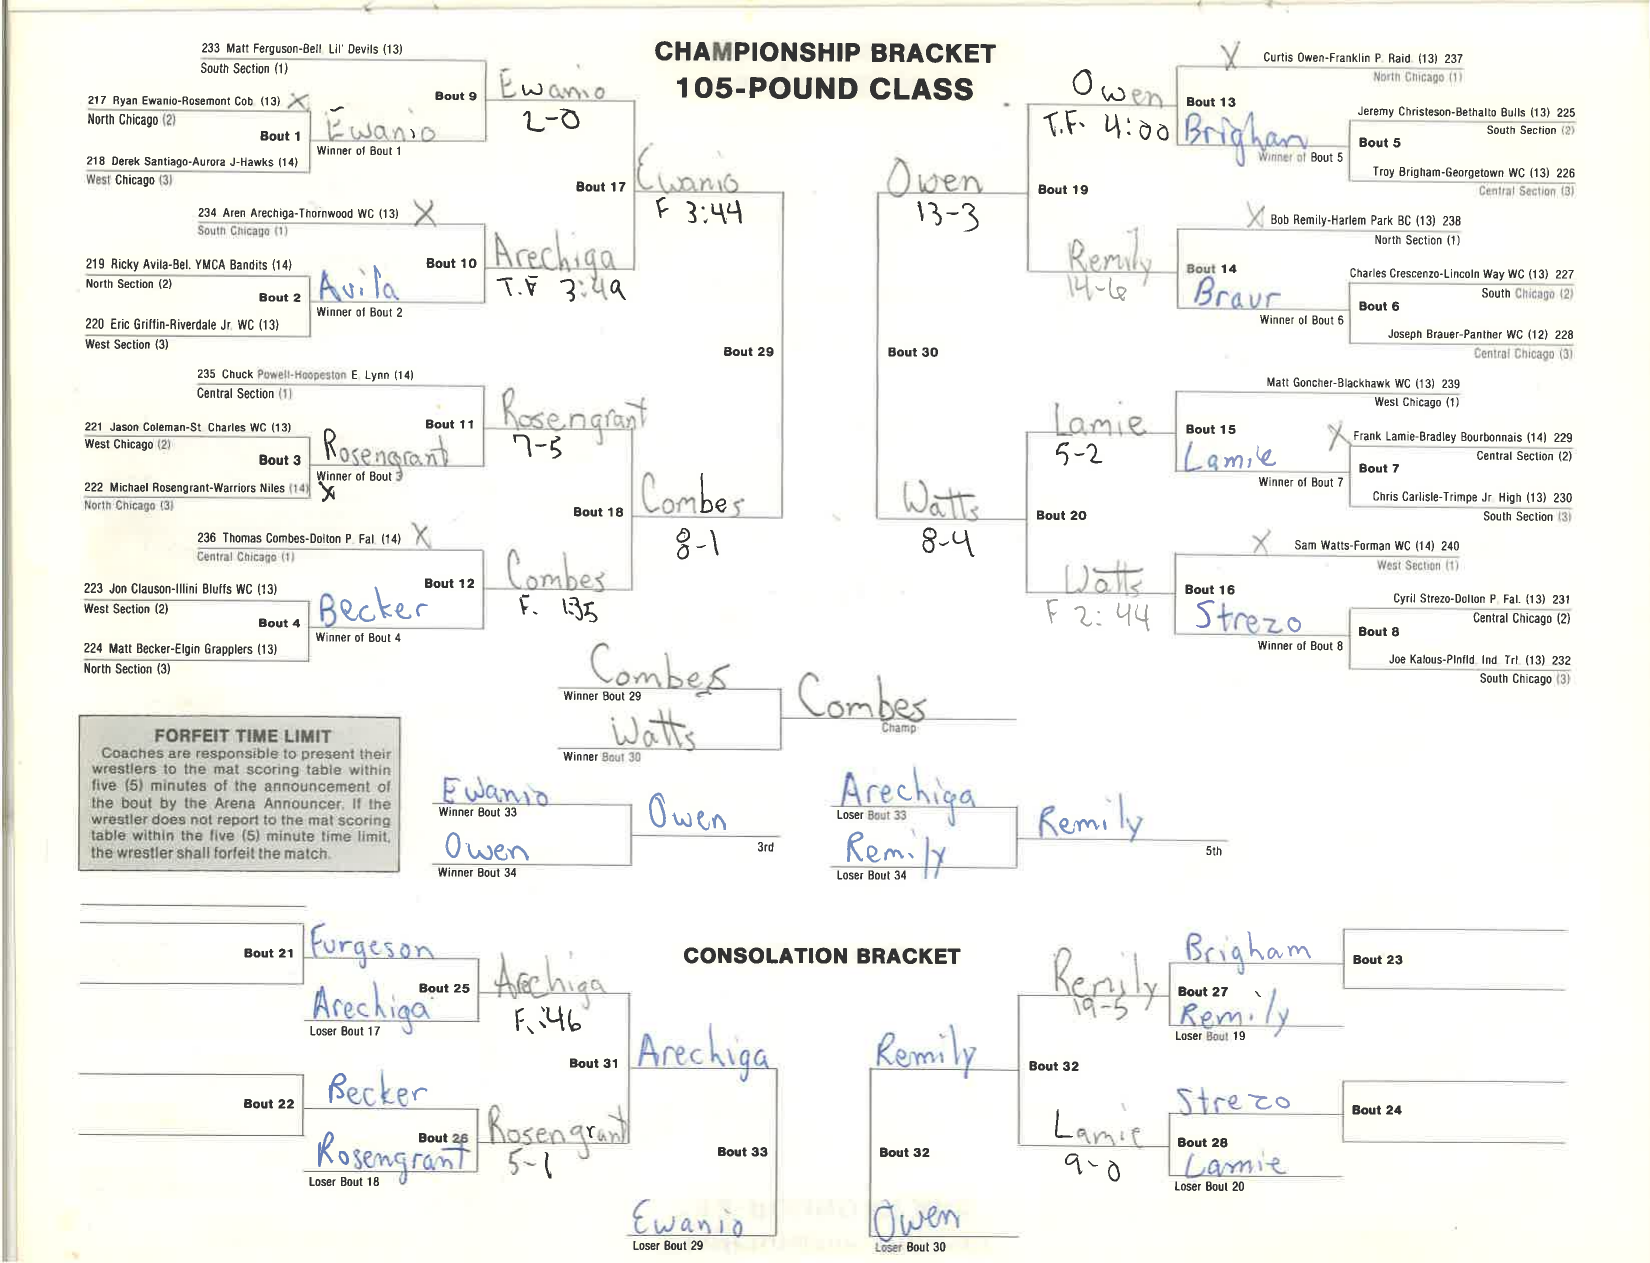 CHAMPIONSHIP BRACKET
105-POUND CLASS
233 Matt Ferguson-Bell. Lil' Devils (13)
South Section (1)
Bout 9
Ewanio
2-0
217 Ryan Ewanio-Rosemont Cob. (13) X
North Chicago (2)
Bout 1
Ewanio
Winner of Bout 1
218 Derek Santiago-Aurora J-Hawks (14)
West Chicago (3)
Bout 17
Ewanio
F 3:44
234 Aren Arechiga-Thornwood WC (13) X
South Chicago (1)
Bout 10
Arechiga
T.F 3:49
219 Ricky Avila-Bel. YMCA Bandits (14)
North Section (2)
Bout 2
Avila
Winner of Bout 2
220 Eric Griffin-Riverdale Jr. WC (13)
West Section (3)
Bout 29
235 Chuck Powell-Hoopeston E. Lynn (14)
Central Section (1)
Bout 11
Rosengrant
7-5
221 Jason Coleman-St. Charles WC (13)
West Chicago (2)
Bout 3
Rosengrant
Winner of Bout 3
222 Michael Rosengrant-Warriors Niles (14) X
North Chicago (3)
Bout 18
Combes
8-1
236 Thomas Combes-Dolton P. Fal. (14) X
Central Chicago (1)
Bout 12
Combes
F. 1:35
223 Jon Clauson-Illini Bluffs WC (13)
West Section (2)
Bout 4
Becker
Winner of Bout 4
224 Matt Becker-Elgin Grapplers (13)
North Section (3)
X Curtis Owen-Franklin P. Raid. (13) 237
North Chicago (1)
Owen
T.F. 4:00
Bout 13
Brigham
Winner of Bout 5
Jeremy Christeson-Bethalto Bulls (13) 225
South Section (2)
Bout 5
Troy Brigham-Georgetown WC (13) 226
Central Section (3)
Owen
13-3
Bout 19
X Bob Remily-Harlem Park BC (13) 238
North Section (1)
Remily
14-6
Bout 14
Braur
Winner of Bout 6
Charles Crescenzo-Lincoln Way WC (13) 227
South Chicago (2)
Bout 6
Joseph Brauer-Panther WC (12) 228
Central Chicago (3)
Bout 30
Matt Goncher-Blackhawk WC (13) 239
West Chicago (1)
Lamie
5-2
Bout 15
Lamie
Winner of Bout 7
X Frank Lamie-Bradley Bourbonnais (14) 229
Central Section (2)
Bout 7
Chris Carlisle-Trimpe Jr. High (13) 230
South Section (3)
Watts
8-4
Bout 20
X Sam Watts-Forman WC (14) 240
West Section (1)
Watts
F 2:44
Bout 16
Strezo
Winner of Bout 8
Cyril Strezo-Dolton P. Fal. (13) 231
Central Chicago (2)
Bout 8
Joe Kalous-Plnfld. Ind. Trl. (13) 232
South Chicago (3)
Combes
Winner Bout 29
Watts
Winner Bout 30
Combes
Champ
FORFEIT TIME LIMIT
Coaches are responsible to present their
wrestlers to the mat scoring table within
five (5) minutes of the announcement of
the bout by the Arena Announcer. If the
wrestler does not report to the mat scoring
table within the five (5) minute time limit,
the wrestler shall forfeit the match.
Ewanio
Winner Bout 33
Owen
Winner Bout 34
Owen
3rd
Arechiga
Loser Bout 33
Remily
Loser Bout 34
Remily
5th
CONSOLATION BRACKET
Bout 21
Furgeson
Bout 25
Arechiga
Loser Bout 17
Arechiga
F. :46
Bout 31
Arechiga
Bout 22
Becker
Bout 26
Rosengrant
Loser Bout 18
Rosengrant
5-1
Bout 33
Ewanio
Loser Bout 29
Remily
19-5
Brigham
Bout 27
Remily
Loser Bout 19
Bout 23
Remily
Bout 32
Lamie
9-0
Strezo
Bout 28
Lamie
Loser Bout 20
Bout 24
Bout 32
Owen
Loser Bout 30